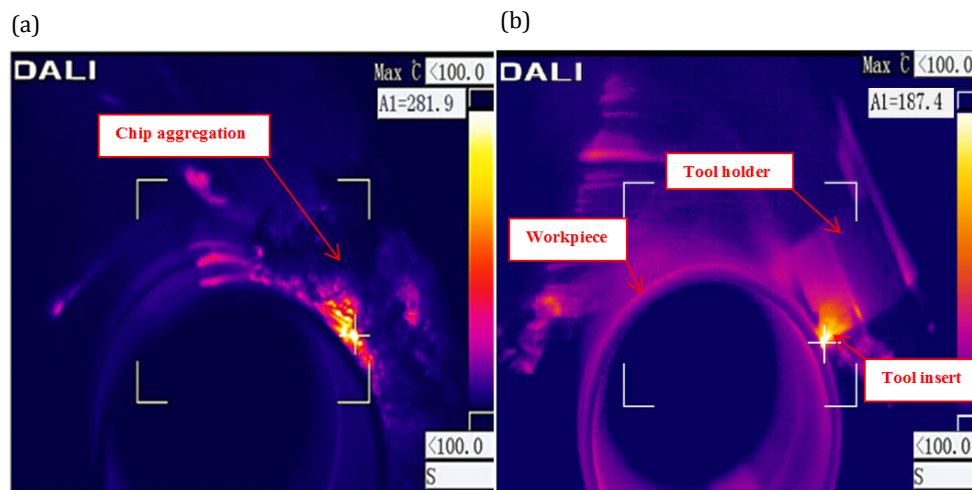 (a)
DALI
Max ℃ <100.0
A1=281.9
Chip aggregation
<100.0
S
(b)
DALI
Max ℃ <100.0
A1=187.4
Tool holder
Workpiece
Tool insert
<100.0
S